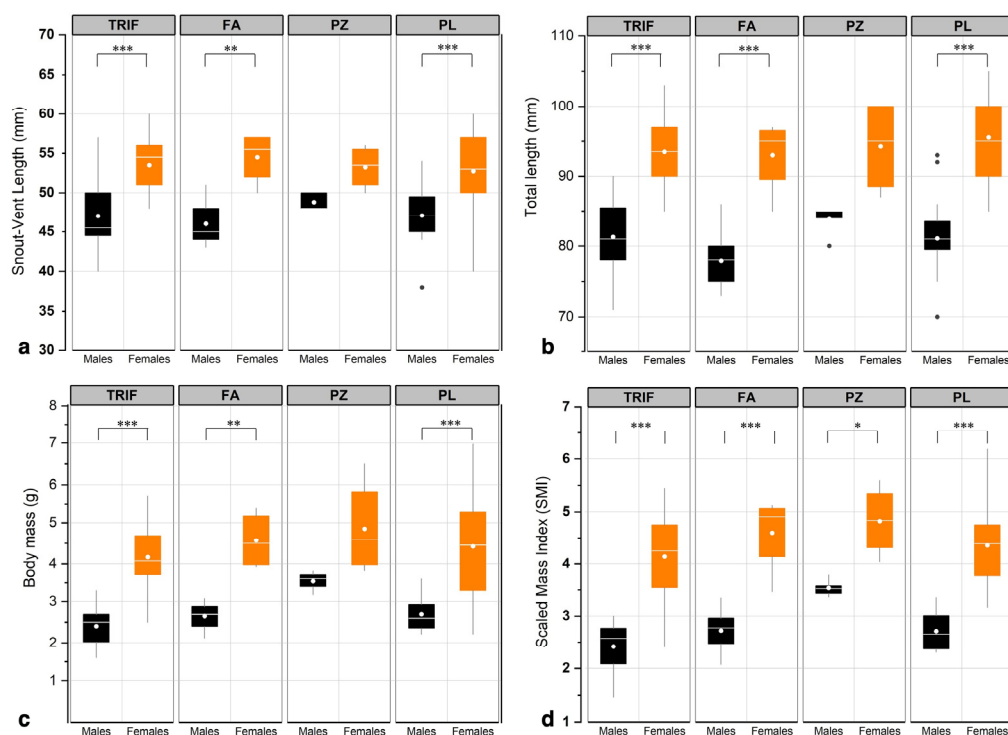 TRIF FA PZ PL
70
65
60
55
50
45
40
35
30
Snout-Vent Length (mm)
*** ** ***
a
Males Females Males Females Males Females Males Females
TRIF FA PZ PL
110
100
90
80
70
Total length (mm)
*** *** ***
b
Males Females Males Females Males Females Males Females
TRIF FA PZ PL
8
7
6
5
4
3
2
1
Body mass (g)
*** ** ***
c
Males Females Males Females Males Females Males Females
TRIF FA PZ PL
7
6
5
4
3
2
1
Scaled Mass Index (SMI)
*** *** * ***
d
Males Females Males Females Males Females Males Females